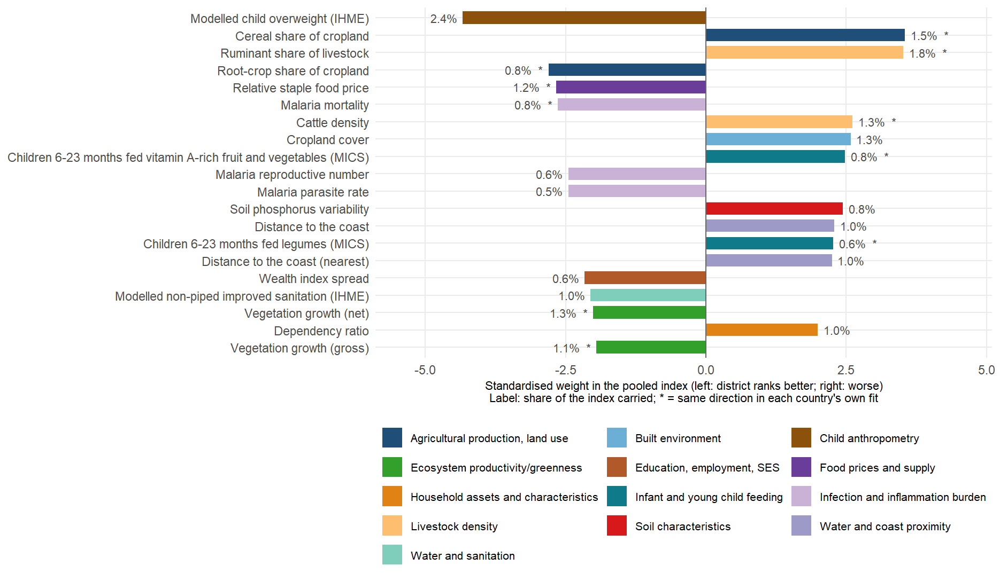 Modelled child overweight (IHME) 2.4%
Cereal share of cropland 1.5% *
Ruminant share of livestock 1.8% *
Root-crop share of cropland 0.8% *
Relative staple food price 1.2% *
Malaria mortality 0.8% *
Cattle density 1.3% *
Cropland cover 1.3%
Children 6-23 months fed vitamin A-rich fruit and vegetables (MICS) 0.8% *
Malaria reproductive number 0.6%
Malaria parasite rate 0.5%
Soil phosphorus variability 0.8%
Distance to the coast 1.0%
Children 6-23 months fed legumes (MICS) 0.6% *
Distance to the coast (nearest) 1.0%
Wealth index spread 0.6%
Modelled non-piped improved sanitation (IHME) 1.0%
Vegetation growth (net) 1.3% *
Dependency ratio 1.0%
Vegetation growth (gross) 1.1% *
-5.0 -2.5 0.0 2.5 5.0
Standardised weight in the pooled index (left: district ranks better; right: worse)
Label: share of the index carried; * = same direction in each country's own fit
Agricultural production, land use Built environment Child anthropometry
Ecosystem productivity/greenness Education, employment, SES Food prices and supply
Household assets and characteristics Infant and young child feeding Infection and inflammation burden
Livestock density Soil characteristics Water and coast proximity
Water and sanitation